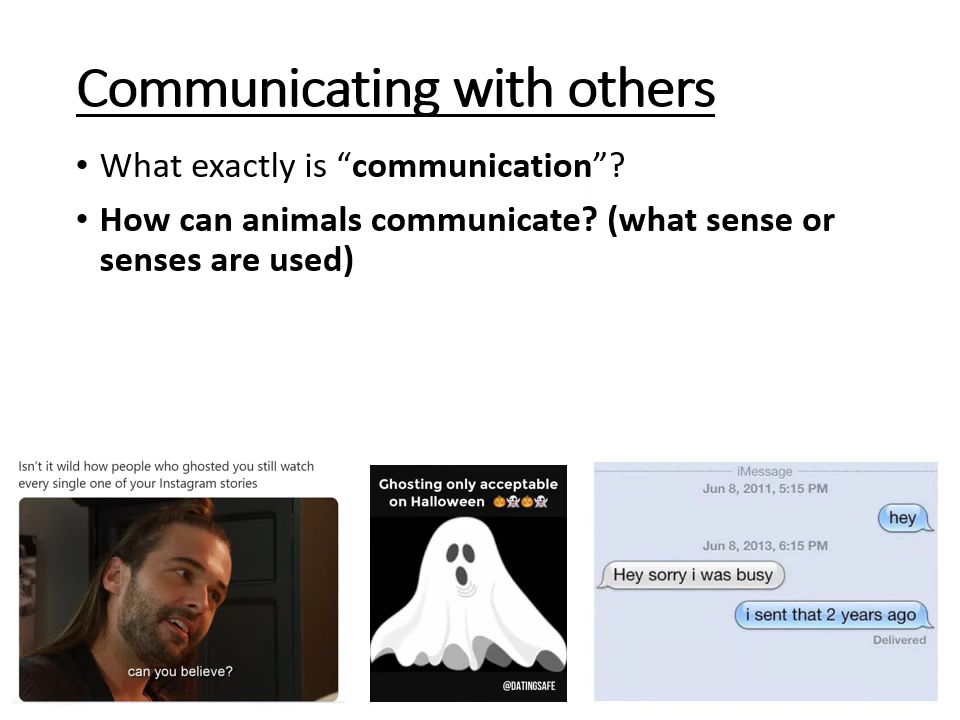 Communicating with others
• What exactly is “communication”?
• How can animals communicate? (what sense or
senses are used)
Isn’t it wild how people who ghosted you still watch
every single one of your Instagram stories
can you believe?
Ghosting only acceptable
on Halloween 🎃👻🎃👻
@DATINGSAFE
iMessage
Jun 8, 2011, 5:15 PM
hey
Jun 8, 2013, 6:15 PM
Hey sorry i was busy
i sent that 2 years ago
Delivered